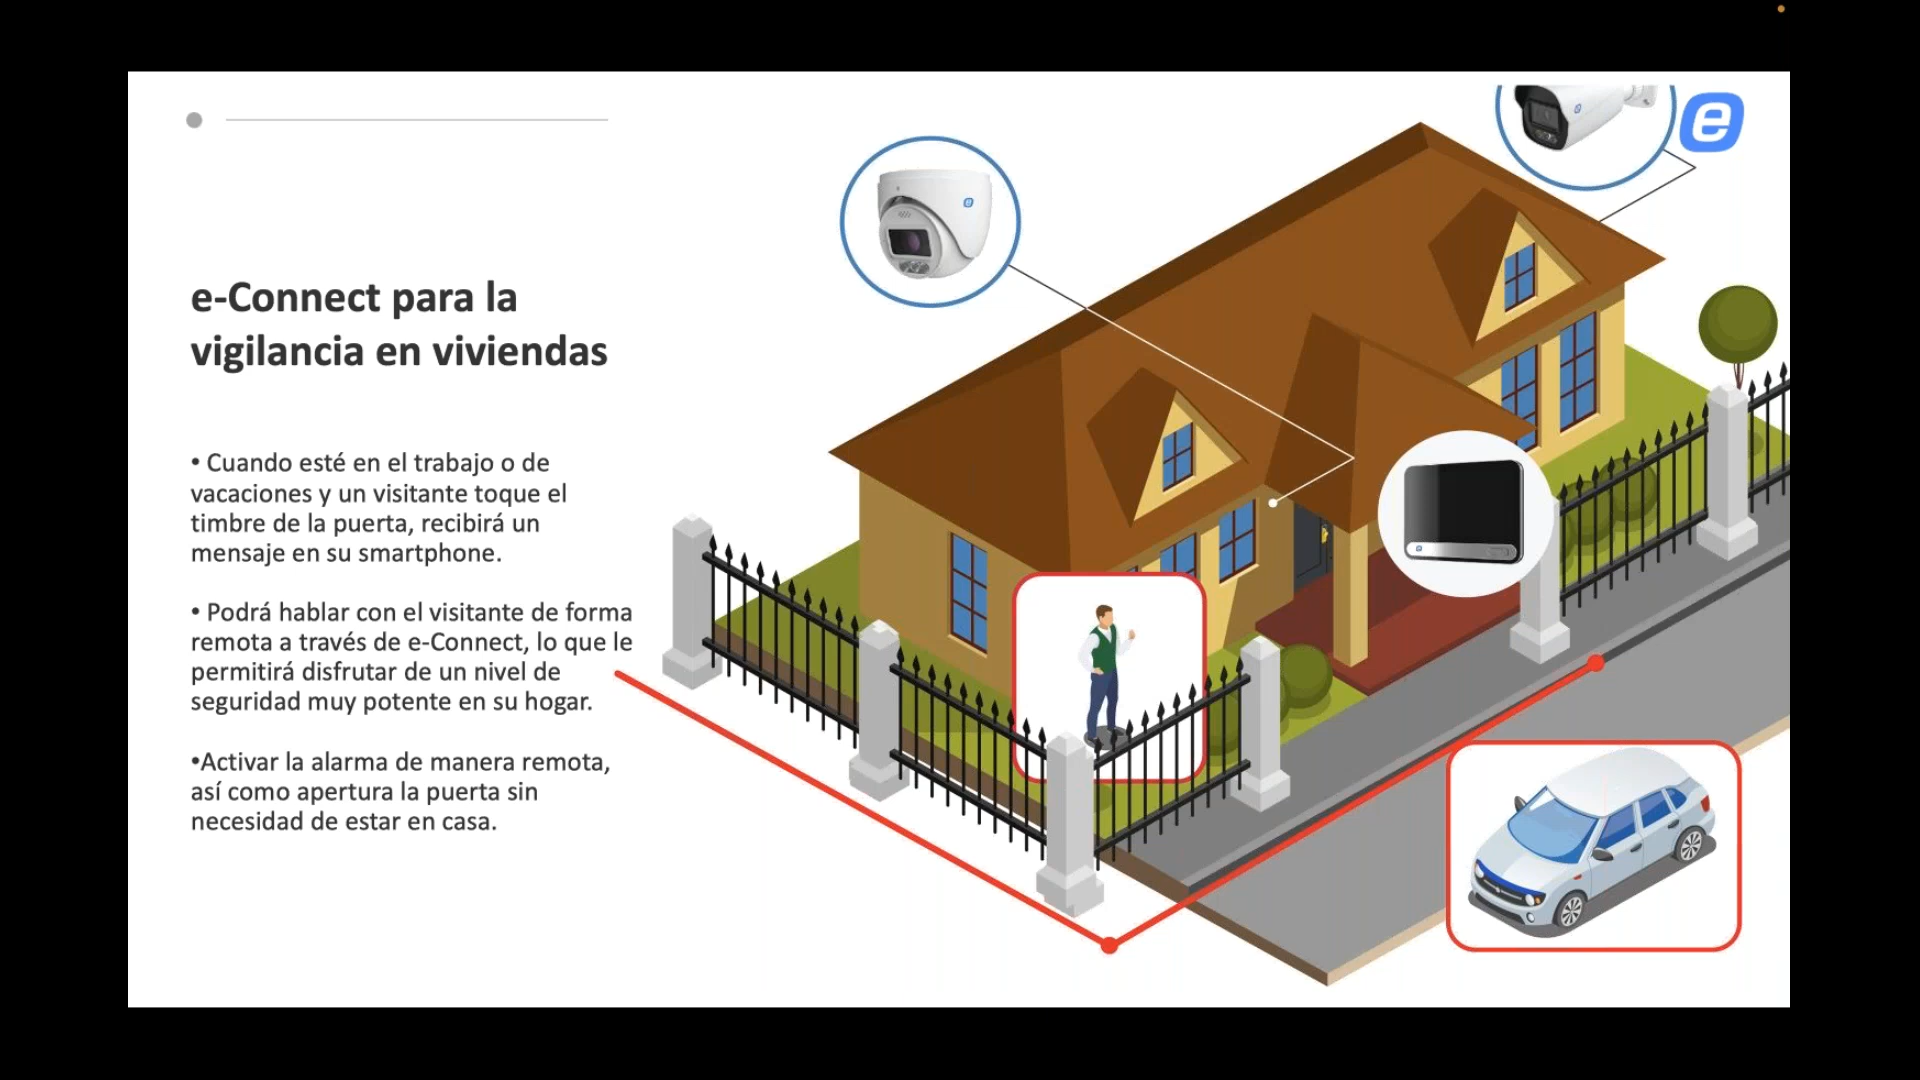 e
e-Connect para la
vigilancia en viviendas
• Cuando esté en el trabajo o de
vacaciones y un visitante toque el
timbre de la puerta, recibirá un
mensaje en su smartphone.
• Podrá hablar con el visitante de forma
remota a través de e-Connect, lo que le
permitirá disfrutar de un nivel de
seguridad muy potente en su hogar.
•Activar la alarma de manera remota,
así como apertura la puerta sin
necesidad de estar en casa.